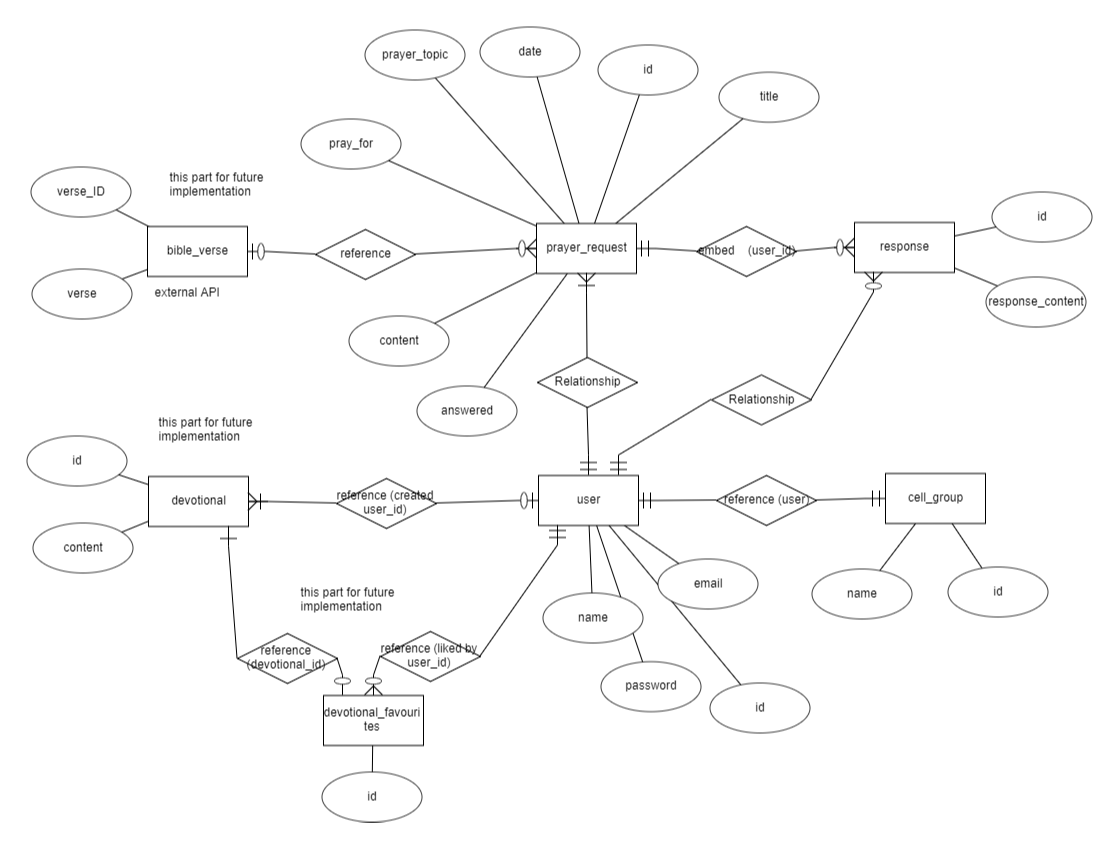 prayer_topic
date
id
title
pray_for
this part for future
implementation
verse_ID
bible_verse
reference
prayer_request
embed (user_id)
response
id
verse
external API
response_content
content
answered
Relationship
Relationship
this part for future
implementation
id
devotional
reference (created
user_id)
user
reference (user)
cell_group
content
email
name
id
name
this part for future
implementation
reference
(devotional_id)
reference (liked by
user_id)
password
id
devotional_favouri
tes
id